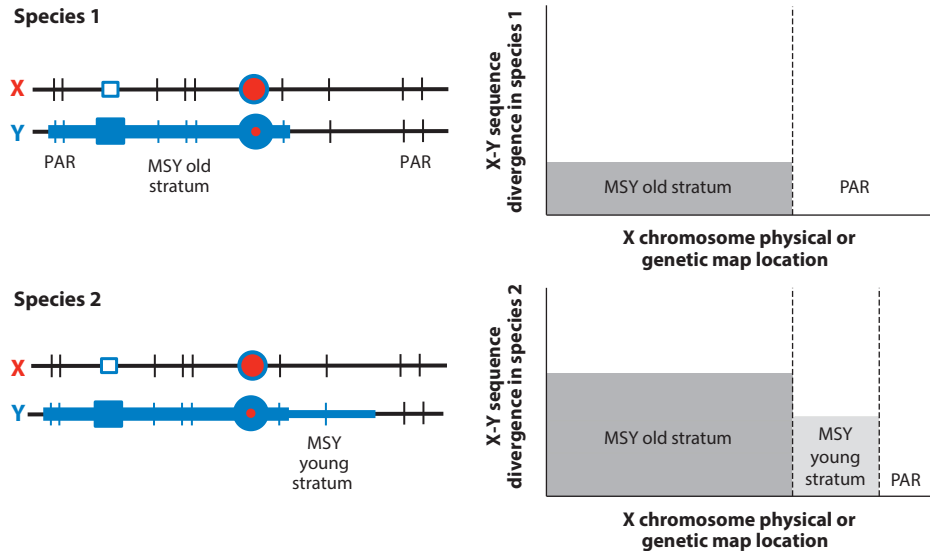 Species 1
X
Y
PAR
MSY old
stratum
PAR
X-Y sequence
divergence in species 1
MSY old stratum
PAR
X chromosome physical or
genetic map location
Species 2
X
Y
MSY
young
stratum
X-Y sequence
divergence in species 2
MSY old stratum
MSY
young
stratum
PAR
X chromosome physical or
genetic map location